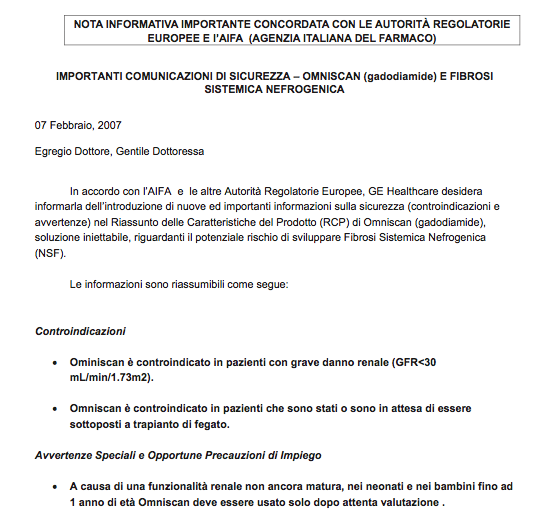 NOTA INFORMATIVA IMPORTANTE CONCORDATA CON LE AUTORITÀ REGOLATORIE
EUROPEE E l'AIFA (AGENZIA ITALIANA DEL FARMACO)
IMPORTANTI COMUNICAZIONI DI SICUREZZA – OMNISCAN (gadodiamide) E FIBROSI
SISTEMICA NEFROGENICA
07 Febbraio, 2007
Egregio Dottore, Gentile Dottoressa
In accordo con l'AIFA e le altre Autorità Regolatorie Europee, GE Healthcare desidera
informarla dell'introduzione di nuove ed importanti informazioni sulla sicurezza (controindicazioni e
avvertenze) nel Riassunto delle Caratteristiche del Prodotto (RCP) di Omniscan (gadodiamide),
soluzione iniettabile, riguardanti il potenziale rischio di sviluppare Fibrosi Sistemica Nefrogenica
(NSF).
Le informazioni sono riassumibili come segue:
Controindicazioni
• Ominiscan è controindicato in pazienti con grave danno renale (GFR<30
mL/min/1.73m2).
• Omniscan è controindicato in pazienti che sono stati o sono in attesa di essere
sottoposti a trapianto di fegato.
Avvertenze Speciali e Opportune Precauzioni di Impiego
• A causa di una funzionalità renale non ancora matura, nei neonati e nei bambini fino ad
1 anno di età Omniscan deve essere usato solo dopo attenta valutazione .